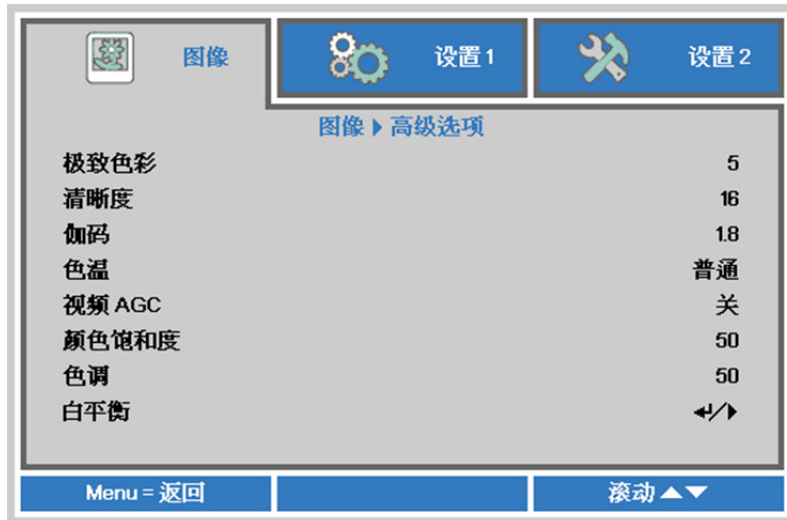 图像 设置 1 设置 2
图像 ▶ 高级选项
极致色彩 5
清晰度 16
伽码 1.8
色温 普通
视频 AGC 关
颜色饱和度 50
色调 50
白平衡 ↵/▶
Menu = 返回 滚动 ▲▼